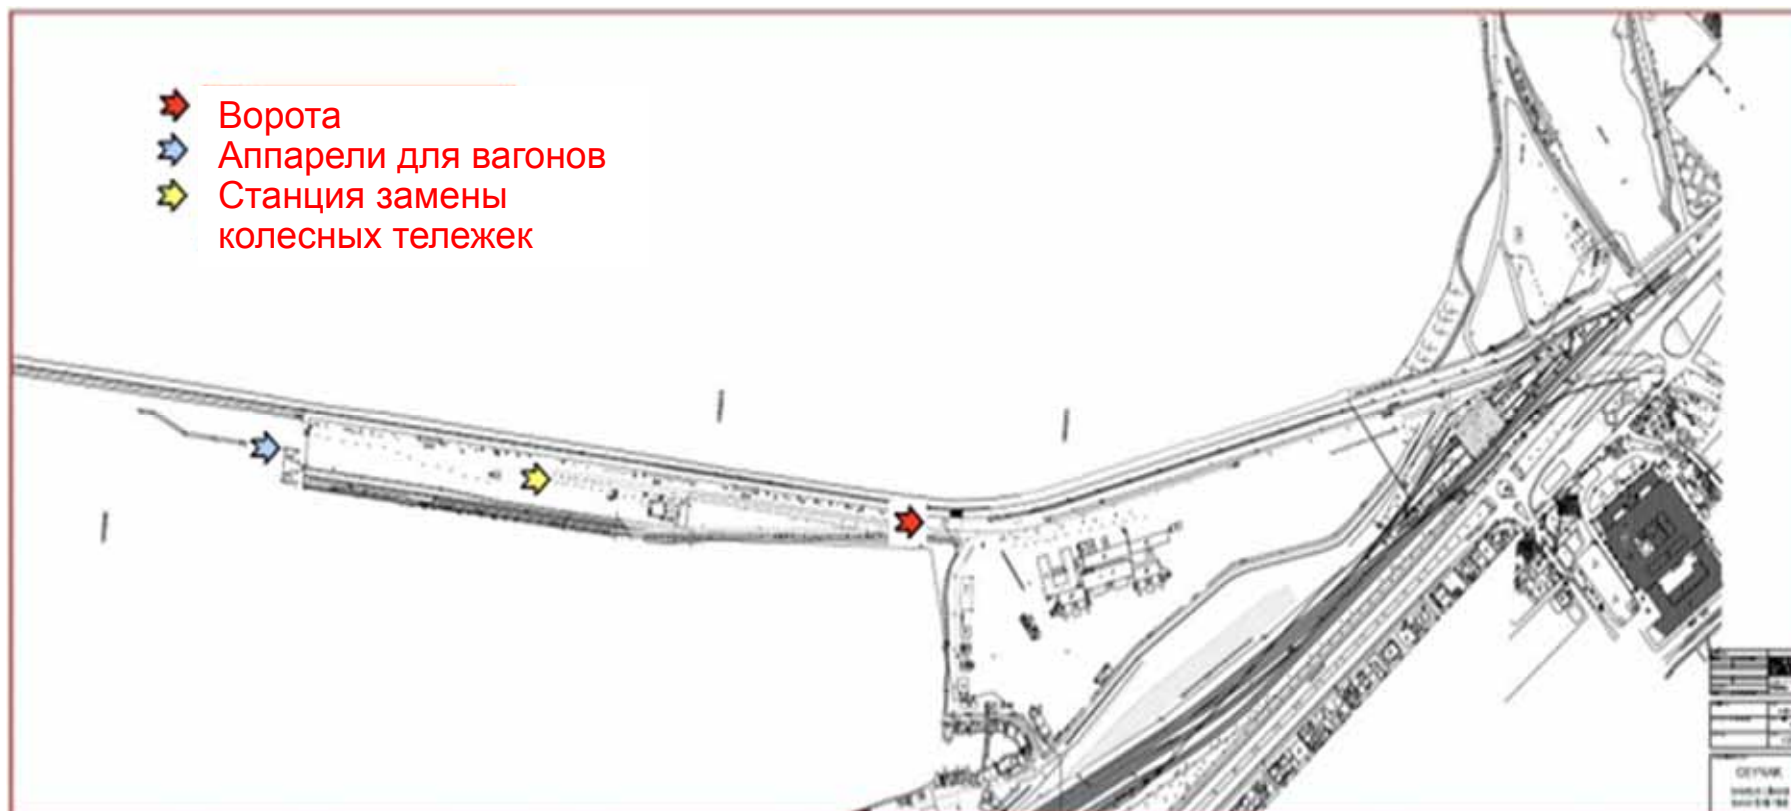 Ворота
Аппарели для вагонов
Станция замены
колесных тележек